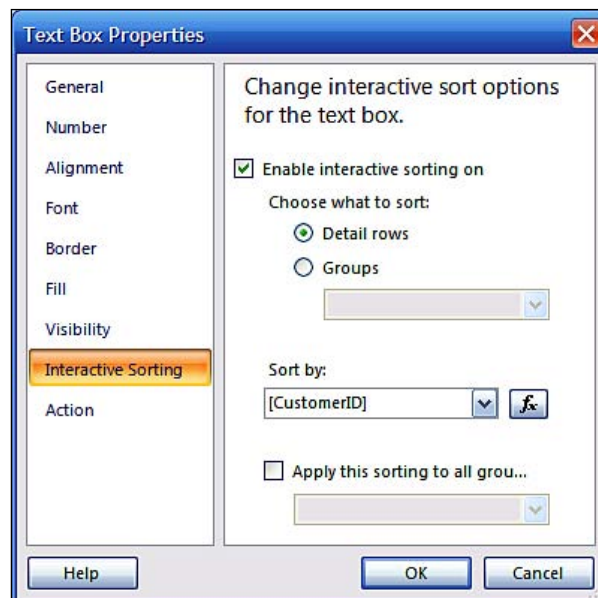 Text Box Properties
General
Number
Alignment
Font
Border
Fill
Visibility
Interactive Sorting
Action
Change interactive sort options
for the text box.
Enable interactive sorting on
Choose what to sort:
Detail rows
Groups
Sort by:
[CustomerID]
fx
Apply this sorting to all grou...
Help
OK
Cancel